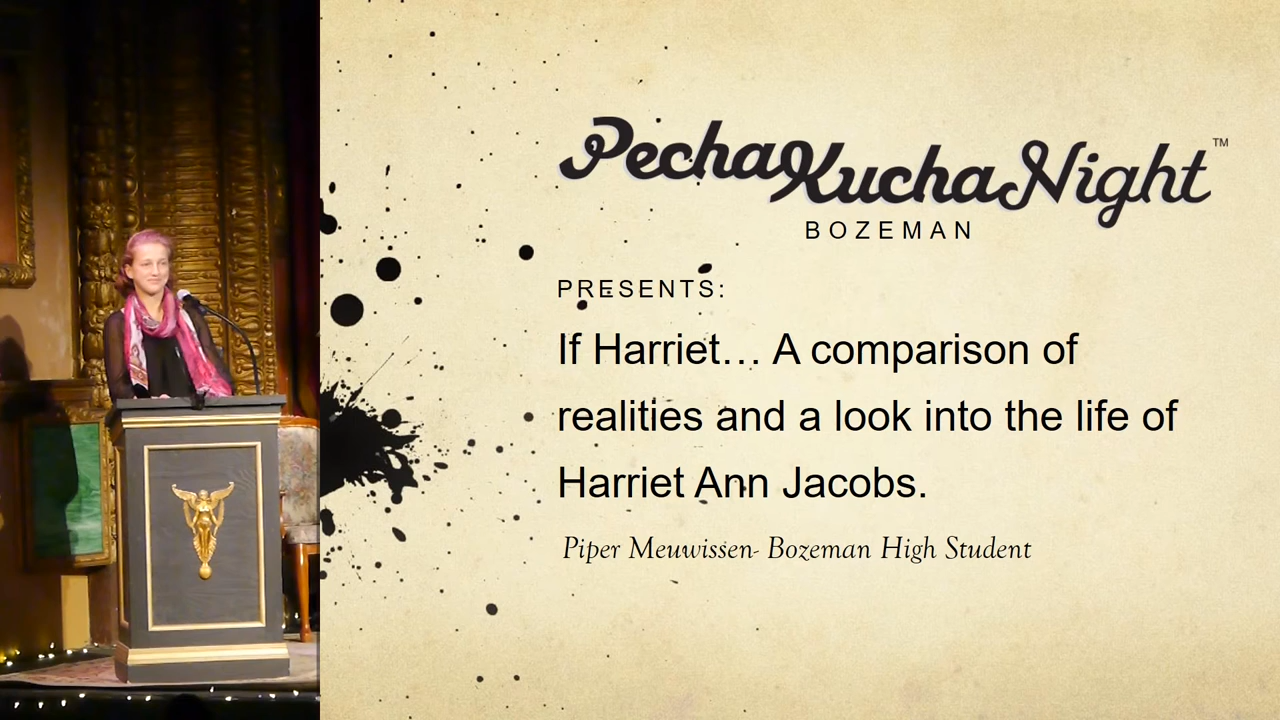 PechaKuchaNight™
BOZEMAN
PRESENTS:
If Harriet… A comparison of
realities and a look into the life of
Harriet Ann Jacobs.
Piper Meuwissen- Bozeman High Student